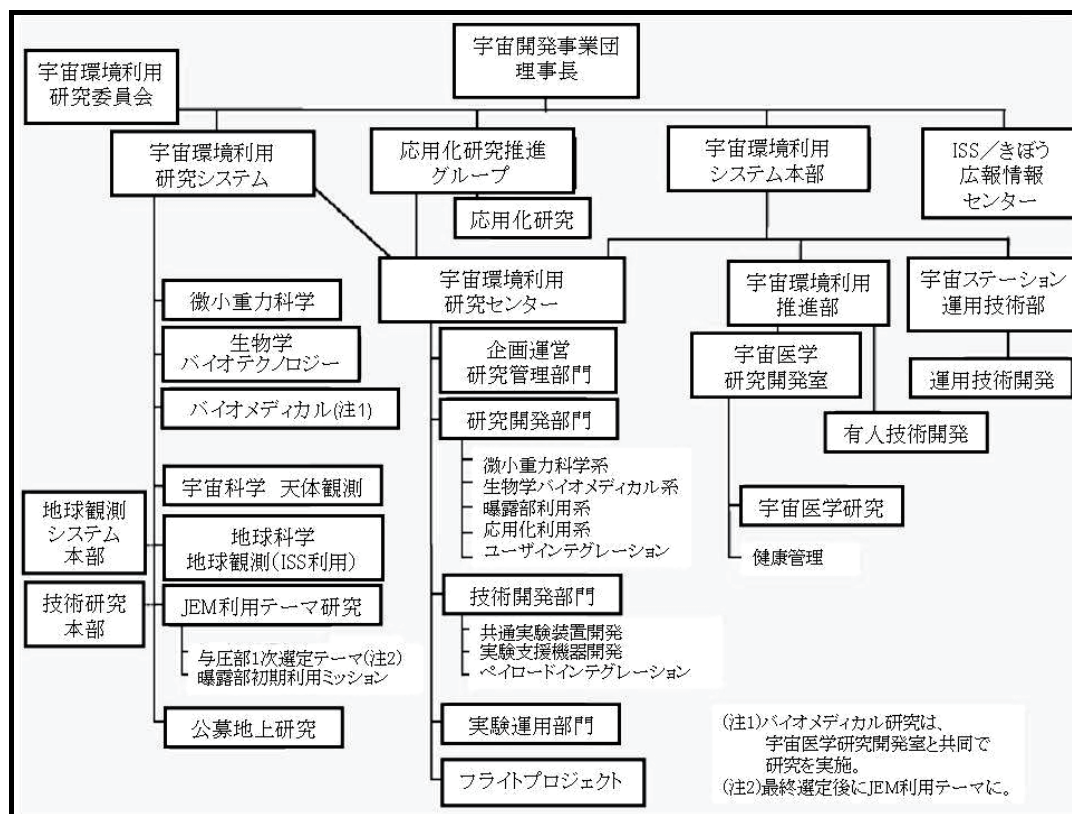 宇宙開発事業団
理事長
宇宙環境利用
研究委員会
宇宙環境利用
研究システム
応用化研究推進
グループ
応用化研究
宇宙環境利用
システム本部
ISS／きぼう
広報情報
センター
宇宙環境利用
研究センター
宇宙環境利用
推進部
宇宙ステーション
運用技術部
微小重力科学
生物学
バイオテクノロジー
バイオメディカル(注1)
宇宙科学 天体観測
地球観測
システム
本部
地球科学
地球観測(ISS利用)
技術研究
本部
JEM利用テーマ研究
与圧部1次選定テーマ(注2)
曝露部初期利用ミッション
公募地上研究
企画運営
研究管理部門
研究開発部門
微小重力科学系
生物学バイオメディカル系
曝露部利用系
応用化利用系
ユーザインテグレーション
技術開発部門
共通実験装置開発
実験支援機器開発
ペイロードインテグレーション
実験運用部門
フライトプロジェクト
宇宙医学
研究開発室
運用技術開発
有人技術開発
宇宙医学研究
健康管理
(注1)バイオメディカル研究は、
宇宙医学研究開発室と共同で
研究を実施。
(注2)最終選定後にJEM利用テーマに。